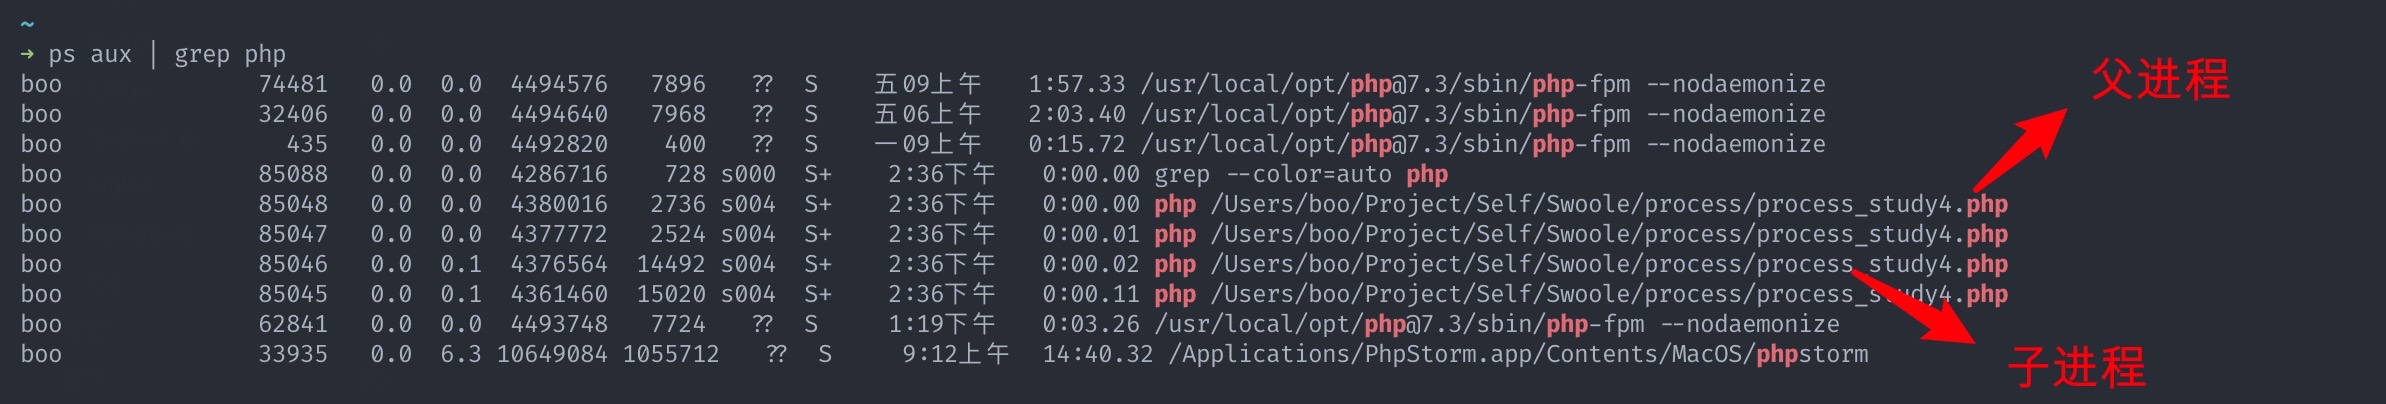 ~
→ ps aux | grep php
boo 74481 0.0 0.0 4494576 7896 ?? S 五09上午 1:57.33 /usr/local/opt/php@7.3/sbin/php-fpm --nodaemonize
boo 32406 0.0 0.0 4494640 7968 ?? S 五06上午 2:03.40 /usr/local/opt/php@7.3/sbin/php-fpm --nodaemonize
boo 435 0.0 0.0 4492820 400 ?? S 一09上午 0:15.72 /usr/local/opt/php@7.3/sbin/php-fpm --nodaemonize
boo 85088 0.0 0.0 4286716 728 s000 S+ 2:36下午 0:00.00 grep --color=auto php
boo 85048 0.0 0.0 4380016 2736 s004 S+ 2:36下午 0:00.00 php /Users/boo/Project/Self/Swoole/process/process_study4.php
boo 85047 0.0 0.0 4377772 2524 s004 S+ 2:36下午 0:00.01 php /Users/boo/Project/Self/Swoole/process/process_study4.php
boo 85046 0.0 0.1 4376564 14492 s004 S+ 2:36下午 0:00.02 php /Users/boo/Project/Self/Swoole/process/process_study4.php
boo 85045 0.0 0.1 4361460 15020 s004 S+ 2:36下午 0:00.11 php /Users/boo/Project/Self/Swoole/process/process_study4.php
boo 62841 0.0 0.0 4493748 7724 ?? S 1:19下午 0:03.26 /usr/local/opt/php@7.3/sbin/php-fpm --nodaemonize
boo 33935 0.0 6.3 10649084 1055712 ?? S 9:12上午 14:40.32 /Applications/PhpStorm.app/Contents/MacOS/phpstorm
父进程
子进程